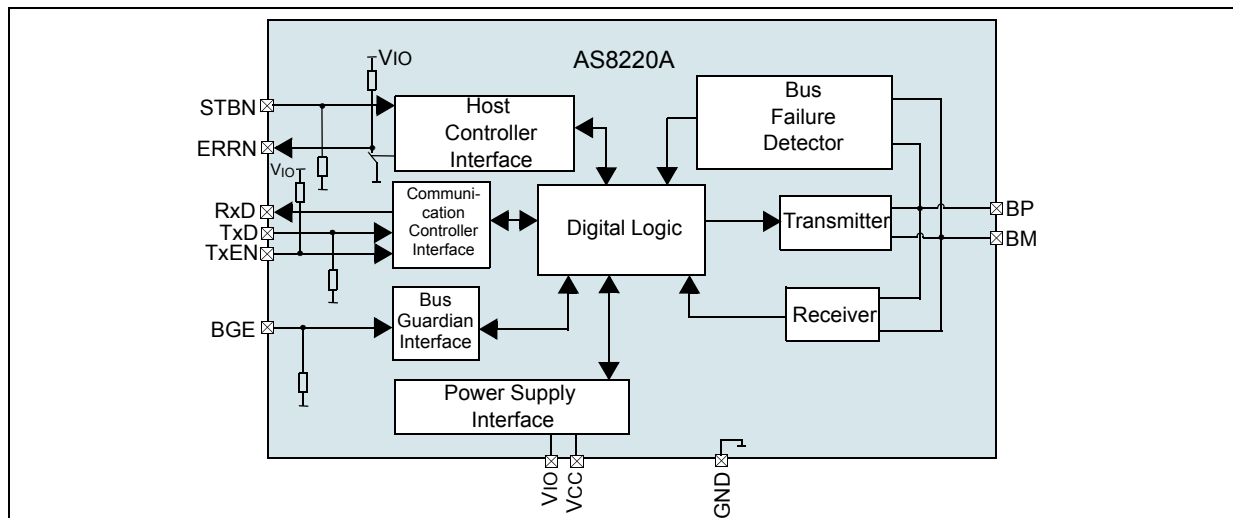 VIO
AS8220A
STBN
ERRN
VIO
RxD
TxD
TxEN
BGE
Host
Controller
Interface
Communi-
cation
Controller
Interface
Bus
Guardian
Interface
Power Supply
Interface
Digital Logic
Bus
Failure
Detector
Transmitter
Receiver
BP
BM
VIO
VCC
GND